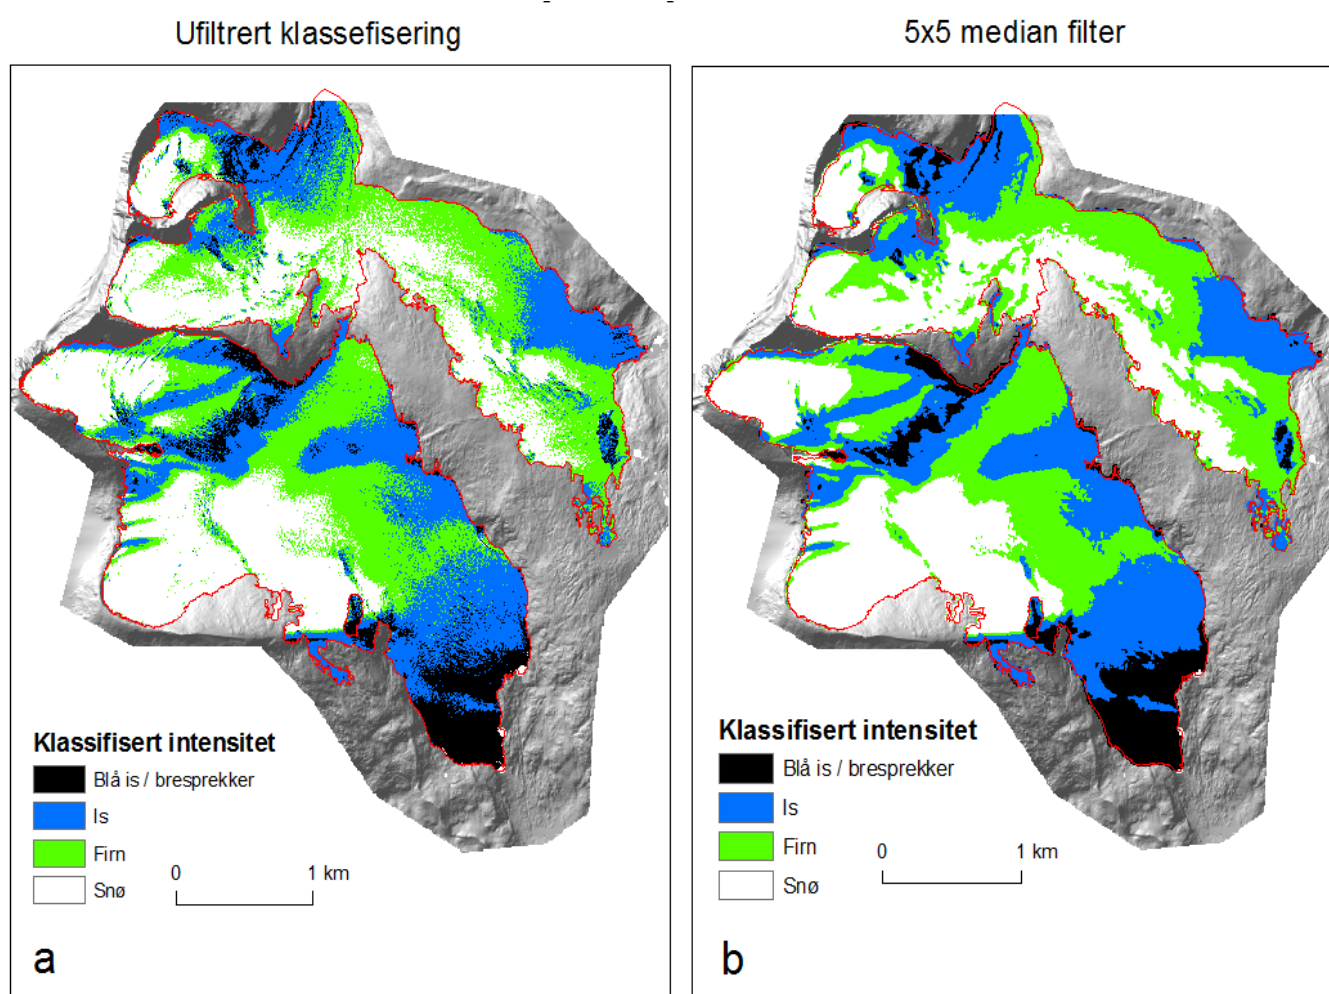 Ufiltrert klassefisering
5x5 median filter
Klassifisert intensitet
Blå is / bresprekker
Is
Firn
Snø
0 1 km
a
Klassifisert intensitet
Blå is / bresprekker
Is
Firn
Snø
0 1 km
b